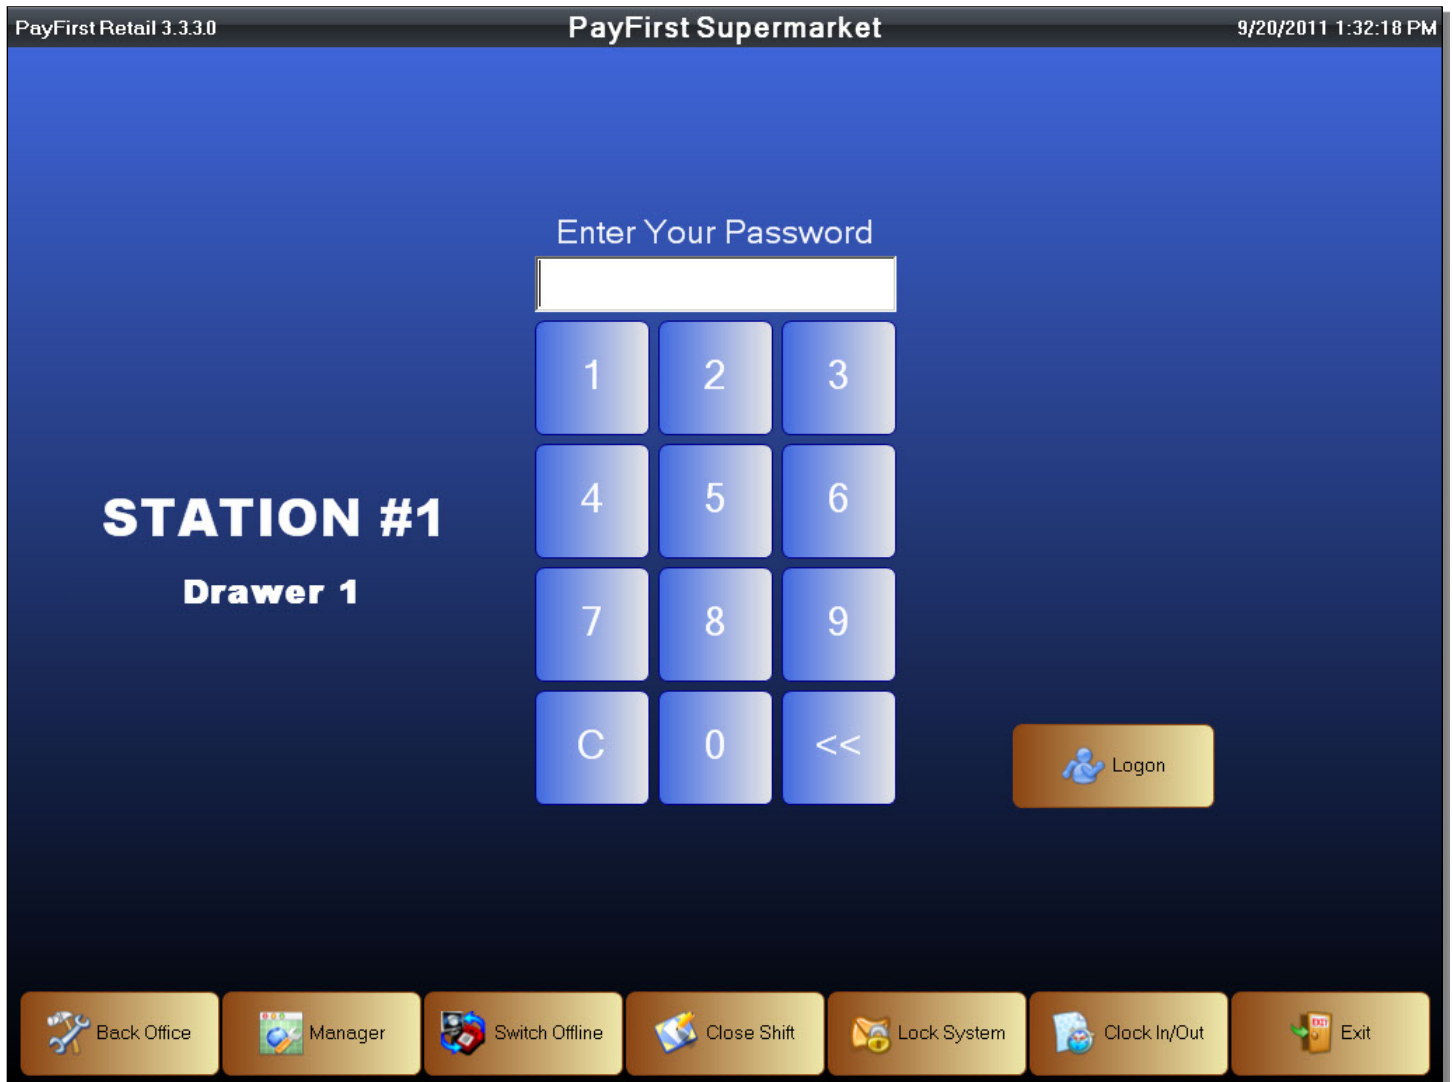 PayFirst Retail 3.3.3.0
PayFirst Supermarket
9/20/2011 1:32:18 PM
Enter Your Password
1 2 3
4 5 6
7 8 9
C 0 <<
STATION #1
Drawer 1
Logon
Back Office
Manager
Switch Offline
Close Shift
Lock System
Clock In/Out
EXIT
Exit